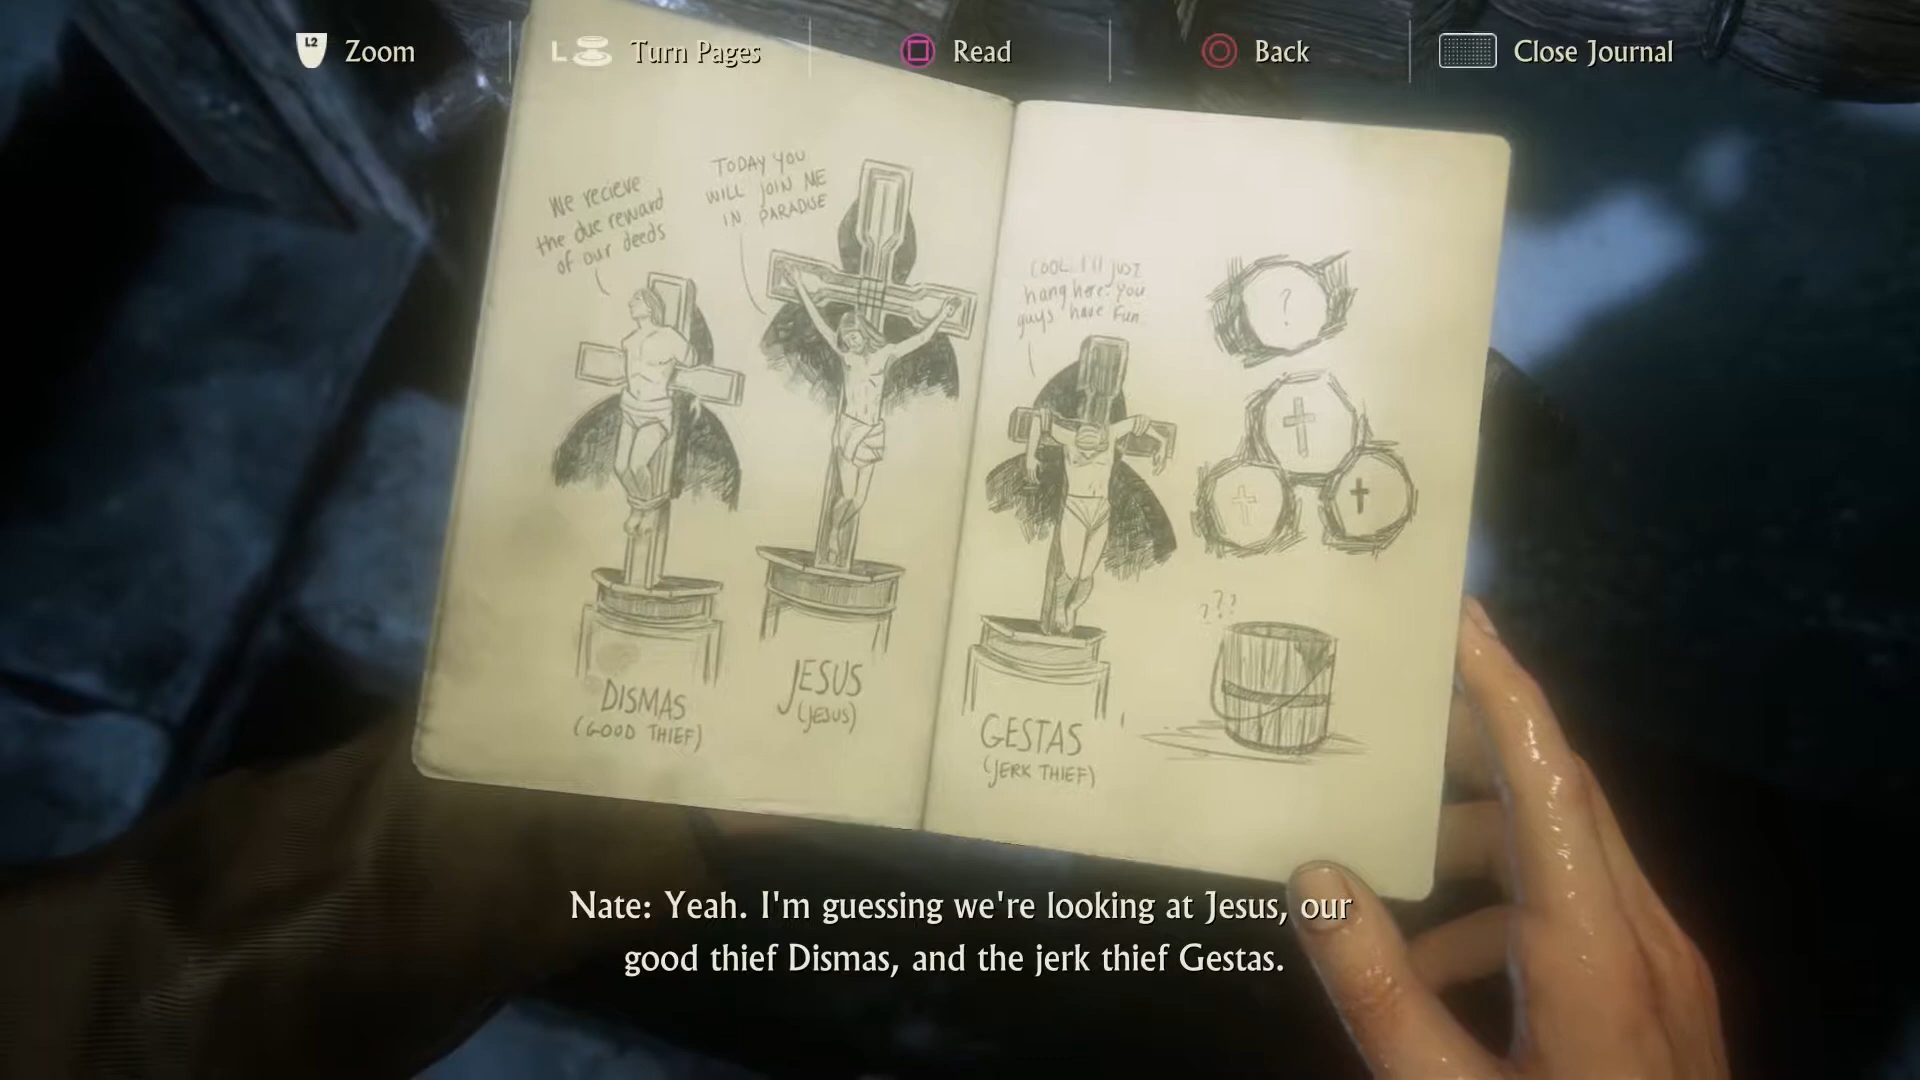 L2 Zoom
L Turn Pages
Read
Back
Close Journal
We recieve
the due reward
of our deeds
TODAY YOU
WILL JOIN ME
IN PARADISE
COOL. I'll JUST
hang here. You
guys have fun.
?
DISMAS
(GOOD THIEF)
JESUS
(JESUS)
GESTAS
(JERK THIEF)
???
Nate: Yeah. I'm guessing we're looking at Jesus, our
good thief Dismas, and the jerk thief Gestas.